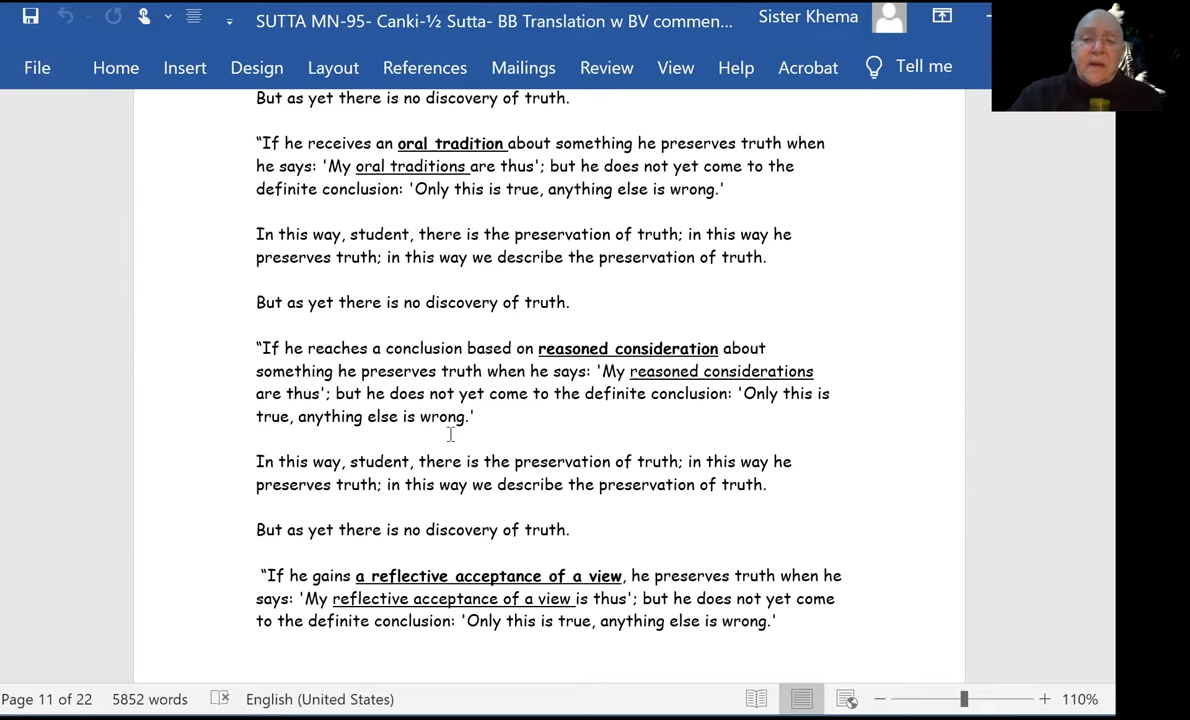 SUTTA MN-95- Canki-½ Sutta- BB Translation w BV commen...
Sister Khema
File Home Insert Design Layout References Mailings Review View Help Acrobat Tell me
But as yet there is no discovery of truth.
“If he receives an oral tradition about something he preserves truth when
he says: 'My oral traditions are thus'; but he does not yet come to the
definite conclusion: 'Only this is true, anything else is wrong.'
In this way, student, there is the preservation of truth; in this way he
preserves truth; in this way we describe the preservation of truth.
But as yet there is no discovery of truth.
“If he reaches a conclusion based on reasoned consideration about
something he preserves truth when he says: 'My reasoned considerations
are thus'; but he does not yet come to the definite conclusion: 'Only this is
true, anything else is wrong.'
In this way, student, there is the preservation of truth; in this way he
preserves truth; in this way we describe the preservation of truth.
But as yet there is no discovery of truth.
“If he gains a reflective acceptance of a view, he preserves truth when he
says: 'My reflective acceptance of a view is thus'; but he does not yet come
to the definite conclusion: 'Only this is true, anything else is wrong.'
Page 11 of 22 5852 words English (United States) 110%